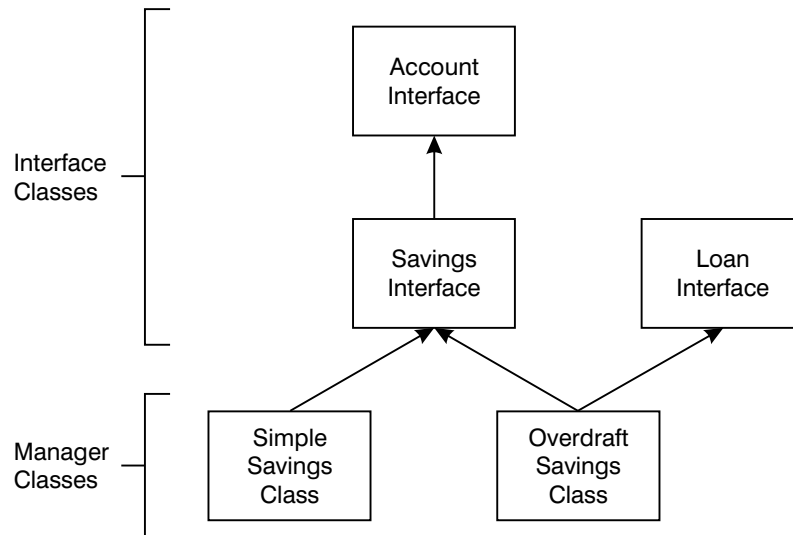 Account
Interface
Interface
Classes
Savings
Interface
Loan
Interface
Manager
Classes
Simple
Savings
Class
Overdraft
Savings
Class